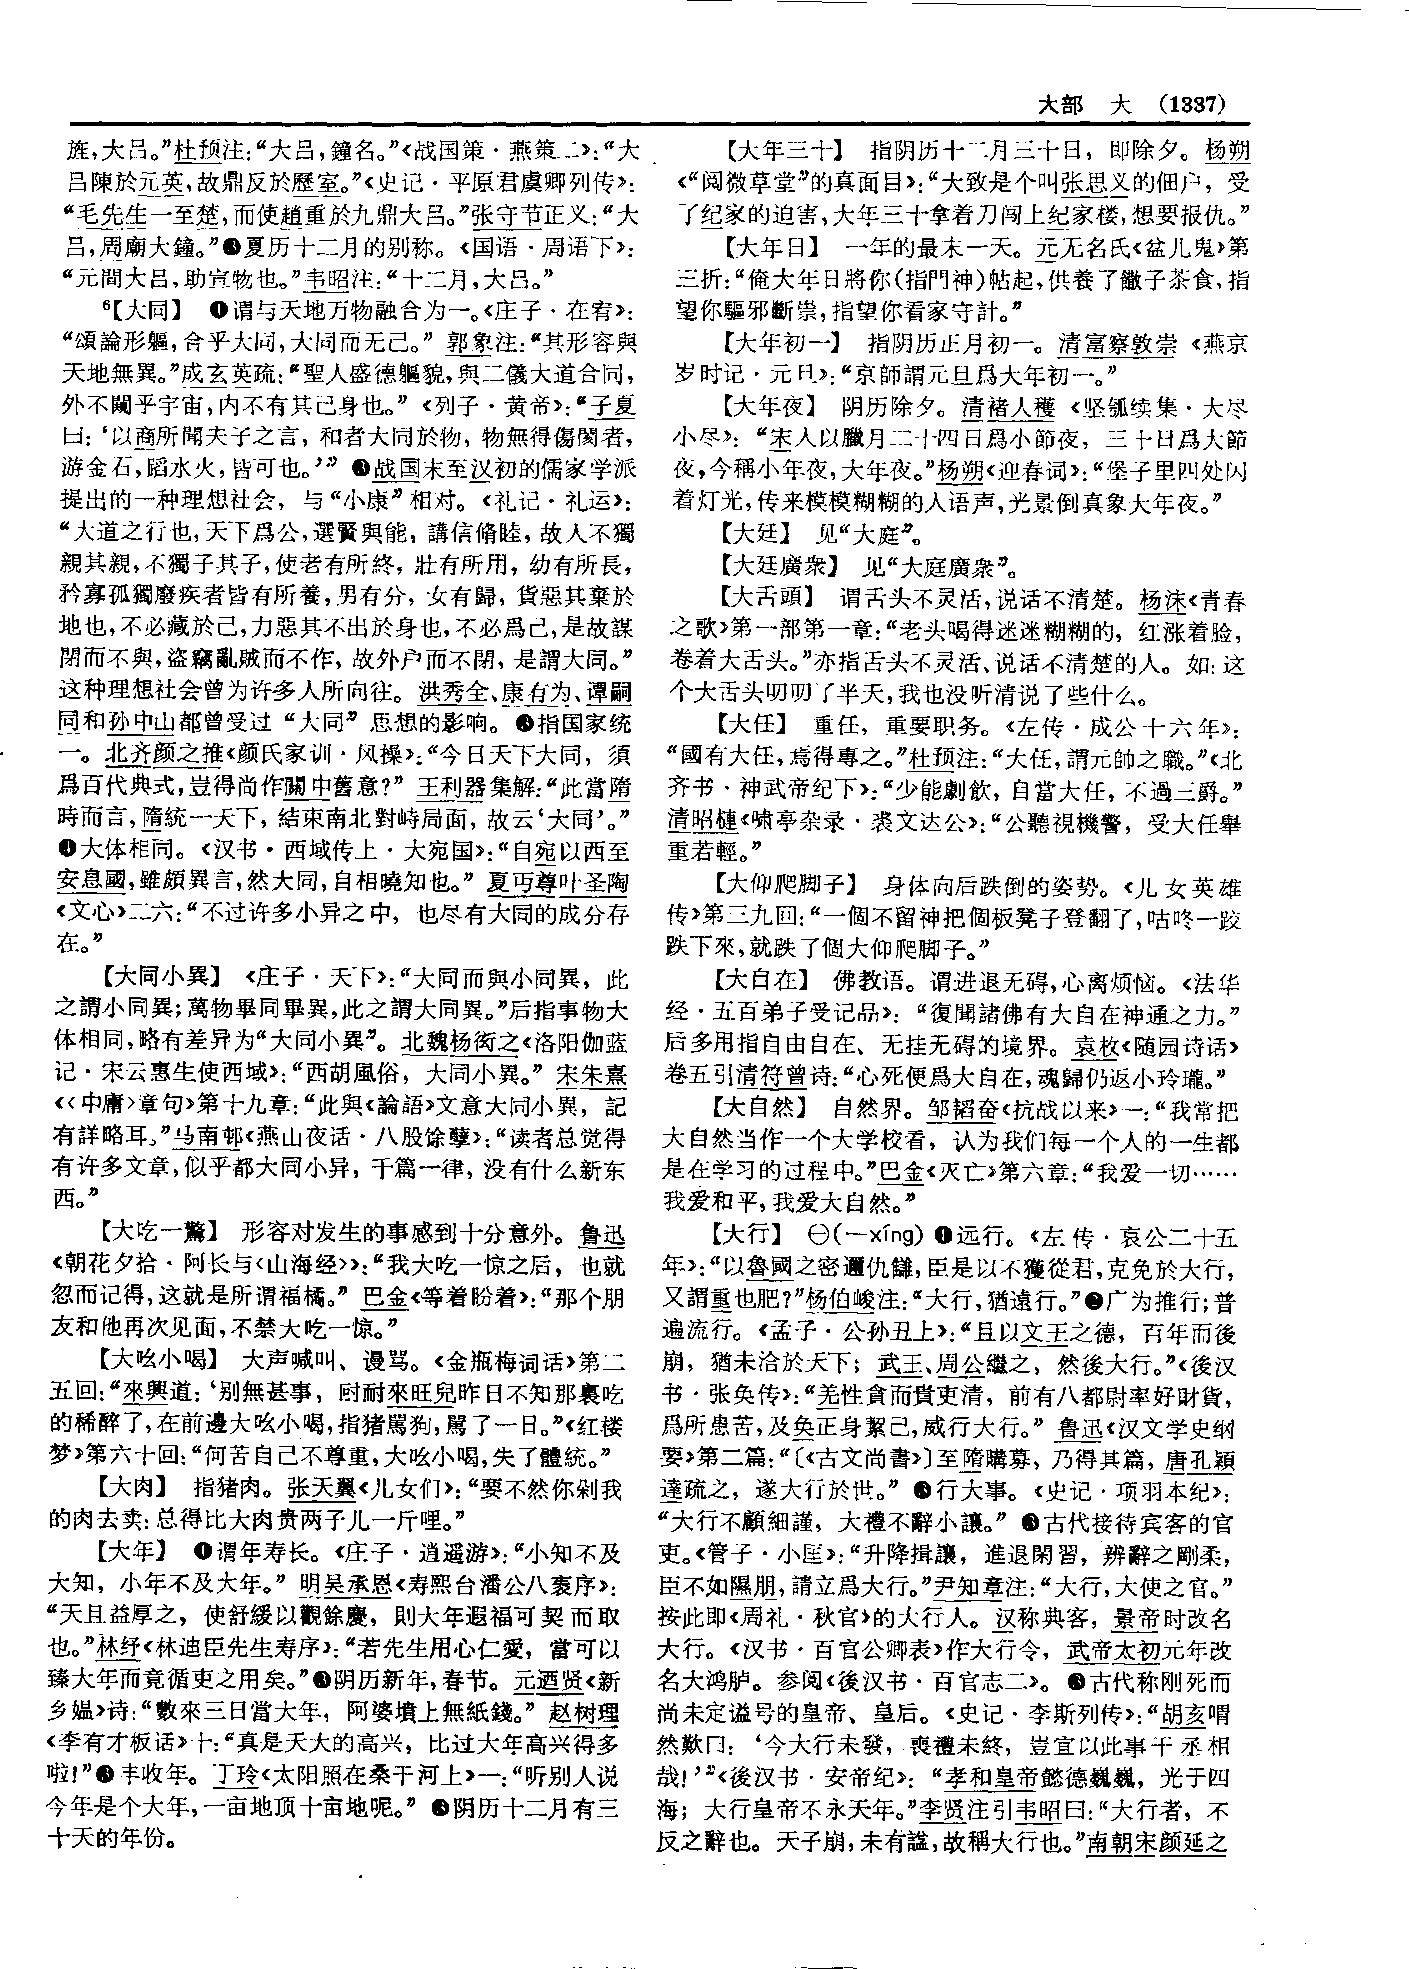 大部　大　(1337)
旌,大吕。”杜预注:“大吕,鐘名。”《战国策·燕策二》:“大
吕陳於元英,故鼎反於歷室。”《史记·平原君虞卿列传》:
“毛先生一至楚,而使趙重於九鼎大吕。”张守节正义:“大
吕,周廟大鐘。”❸夏历十二月的别称。《国语·周语下》:
“元間大吕,助宣物也。”韦昭注:“十二月,大吕。”
⁶【大同】　❶谓与天地万物融合为一。《庄子·在宥》:
“頌論形軀,合乎大同,大同而无己。”郭象注:“其形容與
天地無異。”成玄英疏:“聖人盛德軀貌,與二儀大道合同,
外不闚乎宇宙,内不有其己身也。”《列子·黄帝》:“子夏
曰:‘以商所聞夫子之言,和者大同於物,物無得傷閡者,
游金石,蹈水火,皆可也。’”❷战国末至汉初的儒家学派
提出的一种理想社会,与“小康”相对。《礼记·礼运》:
“大道之行也,天下爲公,選賢與能,講信脩睦,故人不獨
親其親,不獨子其子,使老有所終,壯有所用,幼有所長,
矜寡孤獨廢疾者皆有所養,男有分,女有歸,貨惡其棄於
地也,不必藏於己,力惡其不出於身也,不必爲己,是故謀
閉而不與,盜竊亂賊而不作,故外户而不閉,是謂大同。”
这种理想社会曾为许多人所向往。洪秀全、康有为、谭嗣
同和孙中山都曾受过“大同”思想的影响。❸指国家统
一。北齐颜之推《颜氏家训·风操》:“今日天下大同,須
爲百代典式,豈得尚作關中舊意?”王利器集解:“此當隋
時而言,隋統一天下,結束南北對峙局面,故云‘大同’。”
❹大体相同。《汉书·西域传上·大宛国》:“自宛以西至
安息國,雖頗異言,然大同,自相曉知也。”夏丏尊叶圣陶
《文心》二六:“不过许多小异之中,也尽有大同的成分存
在。”
【大同小異】　《庄子·天下》:“大同而與小同異,此
之謂小同異;萬物畢同畢異,此之謂大同異。”后指事物大
体相同,略有差异为“大同小異”。北魏杨衒之《洛阳伽蓝
记·宋云惠生使西域》:“西胡風俗,大同小異。”宋朱熹
《〈中庸〉章句》第十九章:“此與《論語》文意大同小異,記
有詳略耳。”马南邨《燕山夜话·八股馀孽》:“读者总觉得
有许多文章,似乎都大同小异,千篇一律,没有什么新东
西。”
【大吃一驚】　形容对发生的事感到十分意外。鲁迅
《朝花夕拾·阿长与〈山海经〉》:“我大吃一惊之后,也就
忽而记得,这就是所谓福橘。”巴金《等着盼着》:“那个朋
友和他再次见面,不禁大吃一惊。”
【大吆小喝】　大声喊叫、谩骂。《金瓶梅词话》第二
五回:“來興道:‘别無甚事,叵耐來旺兒昨日不知那裏吃
的稀醉了,在前邊大吆小喝,指猪駡狗,駡了一日。”《红楼
梦》第六十回:“何苦自己不尊重,大吆小喝,失了體統。”
【大肉】　指猪肉。张天翼《儿女们》:“要不然你剁我
的肉去卖:总得比大肉贵两子儿一斤哩。”
【大年】　❶谓年寿长。《庄子·逍遥游》:“小知不及
大知,小年不及大年。”明吴承恩《寿熙台潘公八袠序》:
“天且益厚之,使舒緩以觀餘慶,則大年遐福可契而取
也。”林纾《林迪臣先生寿序》:“若先生用心仁愛,當可以
臻大年而竟循吏之用矣。”❷阴历新年,春节。元迺贤《新
乡媪》诗:“數來三日當大年,阿婆墳上無紙錢。”赵树理
《李有才板话》十:“真是天大的高兴,比过大年高兴得多
啦!”❸丰收年。丁玲《太阳照在桑干河上》一:“听别人说
今年是个大年,一亩地顶十亩地呢。”❹阴历十二月有三
十天的年份。
【大年三十】　指阴历十二月三十日,即除夕。杨朔
《“阅微草堂”的真面目》:“大致是个叫张思义的佃户,受
了纪家的迫害,大年三十拿着刀闯上纪家楼,想要报仇。”
【大年日】　一年的最末一天。元无名氏《盆儿鬼》第
三折:“俺大年日將你(指門神)帖起,供養了饊子茶食,指
望你驅邪斷祟,指望你看家守計。”
【大年初一】　指阴历正月初一。清富察敦崇《燕京
岁时记·元旦》:“京師謂元旦爲大年初一。”
【大年夜】　阴历除夕。清褚人穫《坚瓠续集·大尽
小尽》:“宋人以臘月二十四日爲小節夜,三十日爲大節
夜,今稱小年夜,大年夜。”杨朔《迎春词》:“堡子里四处闪
着灯光,传来模模糊糊的人语声,光景倒真象大年夜。”
【大廷】　见“大庭”。
【大廷廣衆】　见“大庭廣衆”。
【大舌頭】　谓舌头不灵活,说话不清楚。杨沫《青春
之歌》第一部第一章:“老头喝得迷迷糊糊的,红涨着脸,
卷着大舌头。”亦指舌头不灵活、说话不清楚的人。如:这
个大舌头叨叨了半天,我也没听清说了些什么。
【大任】　重任,重要职务。《左传·成公十六年》:
“國有大任,焉得專之。”杜预注:“大任,謂元帥之職。”《北
齐书·神武帝纪下》:“少能劇飲,自當大任,不過三爵。”
清昭槤《啸亭杂录·裘文达公》:“公聽視機警,受大任舉
重若輕。”
【大仰爬脚子】　身体向后跌倒的姿势。《儿女英雄
传》第三九回:“一個不留神把個板凳子登翻了,咕咚一跤
跌下來,就跌了個大仰爬脚子。”
【大自在】　佛教语。谓进退无碍,心离烦恼。《法华
经·五百弟子受记品》:“復聞諸佛有大自在神通之力。”
后多用指自由自在、无挂无碍的境界。袁枚《随园诗话》
卷五引清符曾诗:“心死便爲大自在,魂歸仍返小玲瓏。”
【大自然】　自然界。邹韬奋《抗战以来》一:“我常把
大自然当作一个大学校看,认为我们每一个人的一生都
是在学习的过程中。”巴金《灭亡》第六章:“我爱一切……
我爱和平,我爱大自然。”
【大行】　㊀(—xíng)❶远行。《左传·哀公二十五
年》:“以魯國之密邇仇讎,臣是以不獲從君,克免於大行,
又謂重也肥?”杨伯峻注:“大行,猶遠行。”❷广为推行;普
遍流行。《孟子·公孙丑上》:“且以文王之德,百年而後
崩,猶未洽於天下;武王、周公繼之,然後大行。”《後汉
书·张奂传》:“羌性貪而貴吏清,前有八都尉率好財貨,
爲所患苦,及奂正身絜己,威行大行。”鲁迅《汉文学史纲
要》第二篇:“〔《古文尚書》〕至隋購募,乃得其篇,唐孔穎
達疏之,遂大行於世。”❸行大事。《史记·项羽本纪》:
“大行不顧細謹,大禮不辭小讓。”❹古代接待宾客的官
吏。《管子·小匡》:“升降揖讓,進退閑習,辨辭之剛柔,
臣不如隰朋,請立爲大行。”尹知章注:“大行,大使之官。”
按此即《周礼·秋官》的大行人。汉称典客,景帝时改名
大行。《汉书·百官公卿表》作大行令,武帝太初元年改
名大鸿胪。参阅《後汉书·百官志二》。❺古代称刚死而
尚未定谥号的皇帝、皇后。《史记·李斯列传》:“胡亥喟
然歎曰:‘今大行未發,喪禮未終,豈宜以此事干丞相
哉!’”《後汉书·安帝纪》:“孝和皇帝懿德巍巍,光于四
海;大行皇帝不永天年。”李贤注引韦昭曰:“大行者,不
反之辭也。天子崩,未有謚,故稱大行也。”南朝宋颜延之